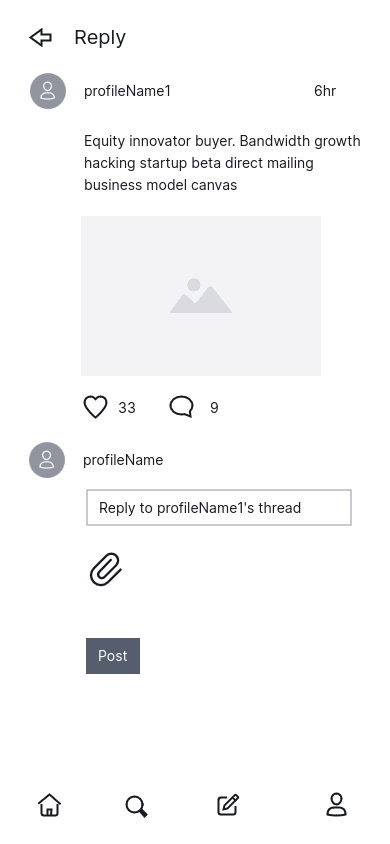 Reply
profileName1
6hr
Equity innovator buyer. Bandwidth growth
hacking startup beta direct mailing
business model canvas
33
9
profileName
Reply to profileName1's thread
Post